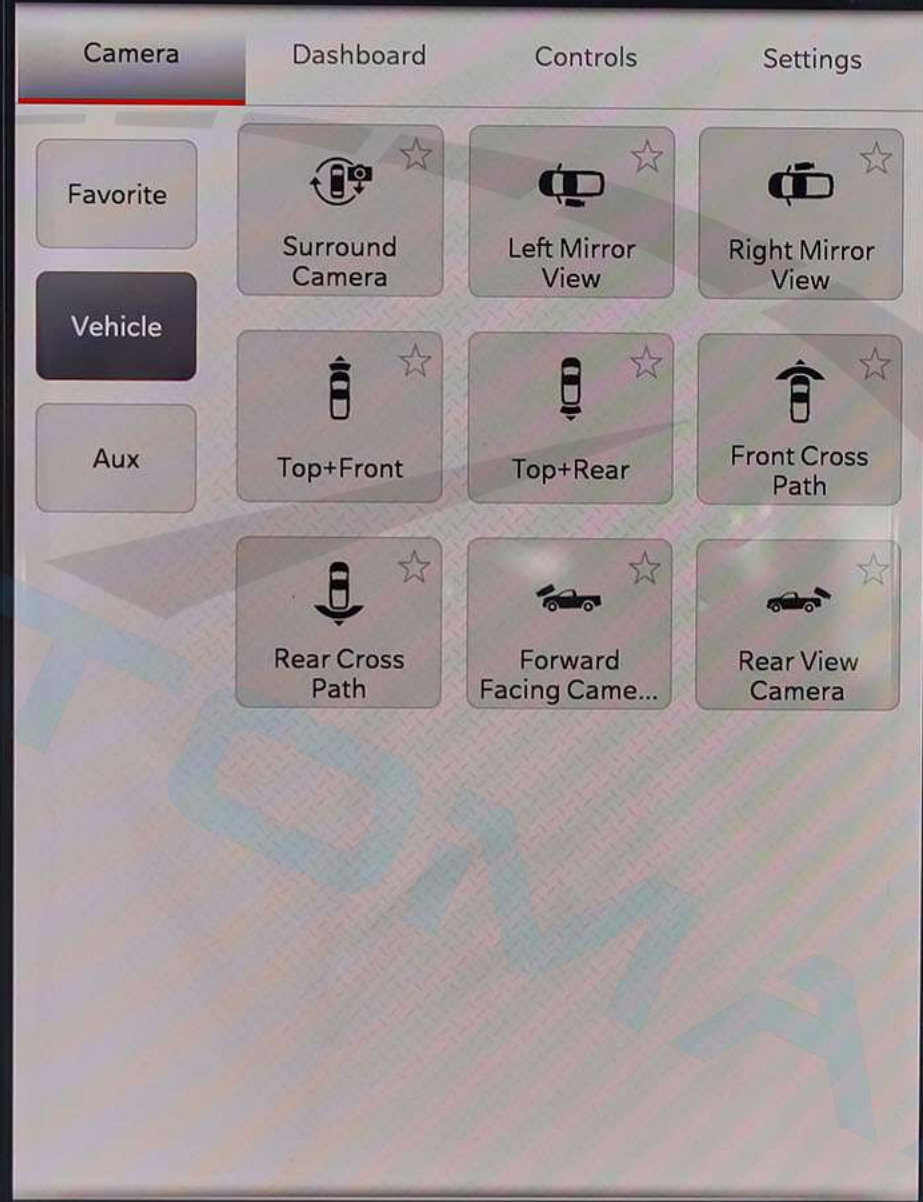 Camera
Dashboard
Controls
Settings
Favorite
Vehicle
Aux
Surround
Camera
Left Mirror
View
Right Mirror
View
Top+Front
Top+Rear
Front Cross
Path
Rear Cross
Path
Forward
Facing Came...
Rear View
Camera
TOMA